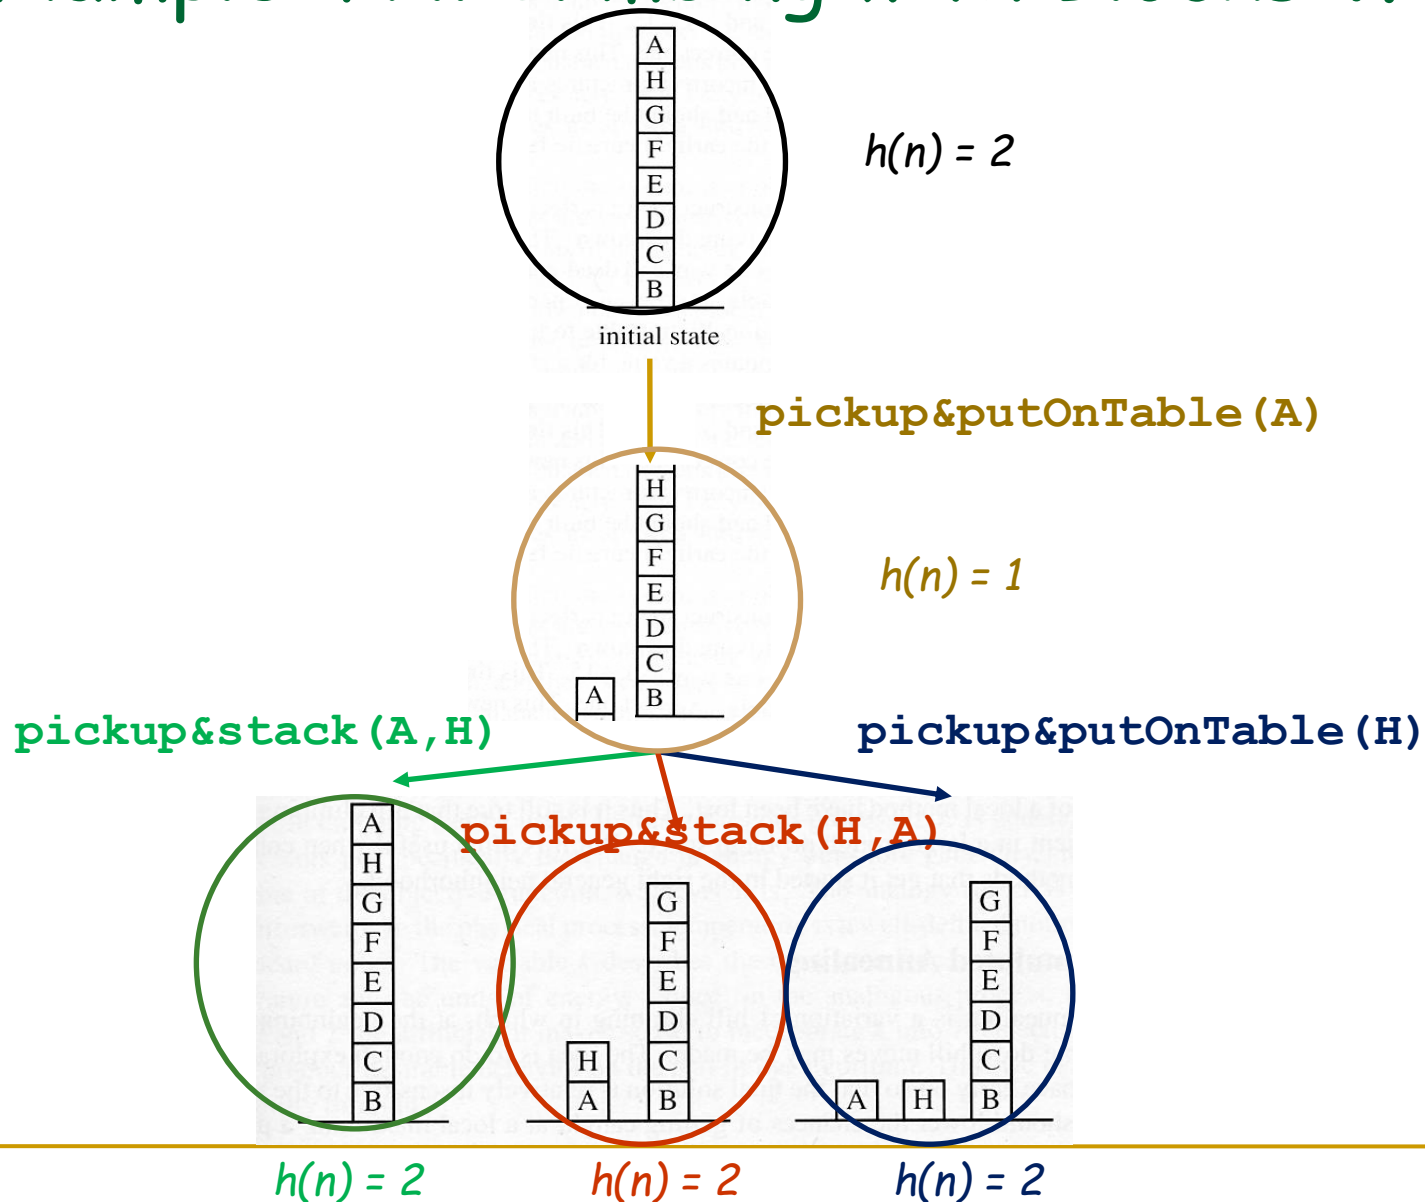 A
H
G
F
E
D
C
B
h(n) = 2
initial state
pickup&putOnTable(A)
H
G
F
E
D
C
B
A
h(n) = 1
pickup&stack(A,H)
pickup&stack(H,A)
pickup&putOnTable(H)
A
H
G
F
E
D
C
B
G
F
E
D
C
B
H
A
G
F
E
D
C
B
A
H
h(n) = 2
h(n) = 2
h(n) = 2